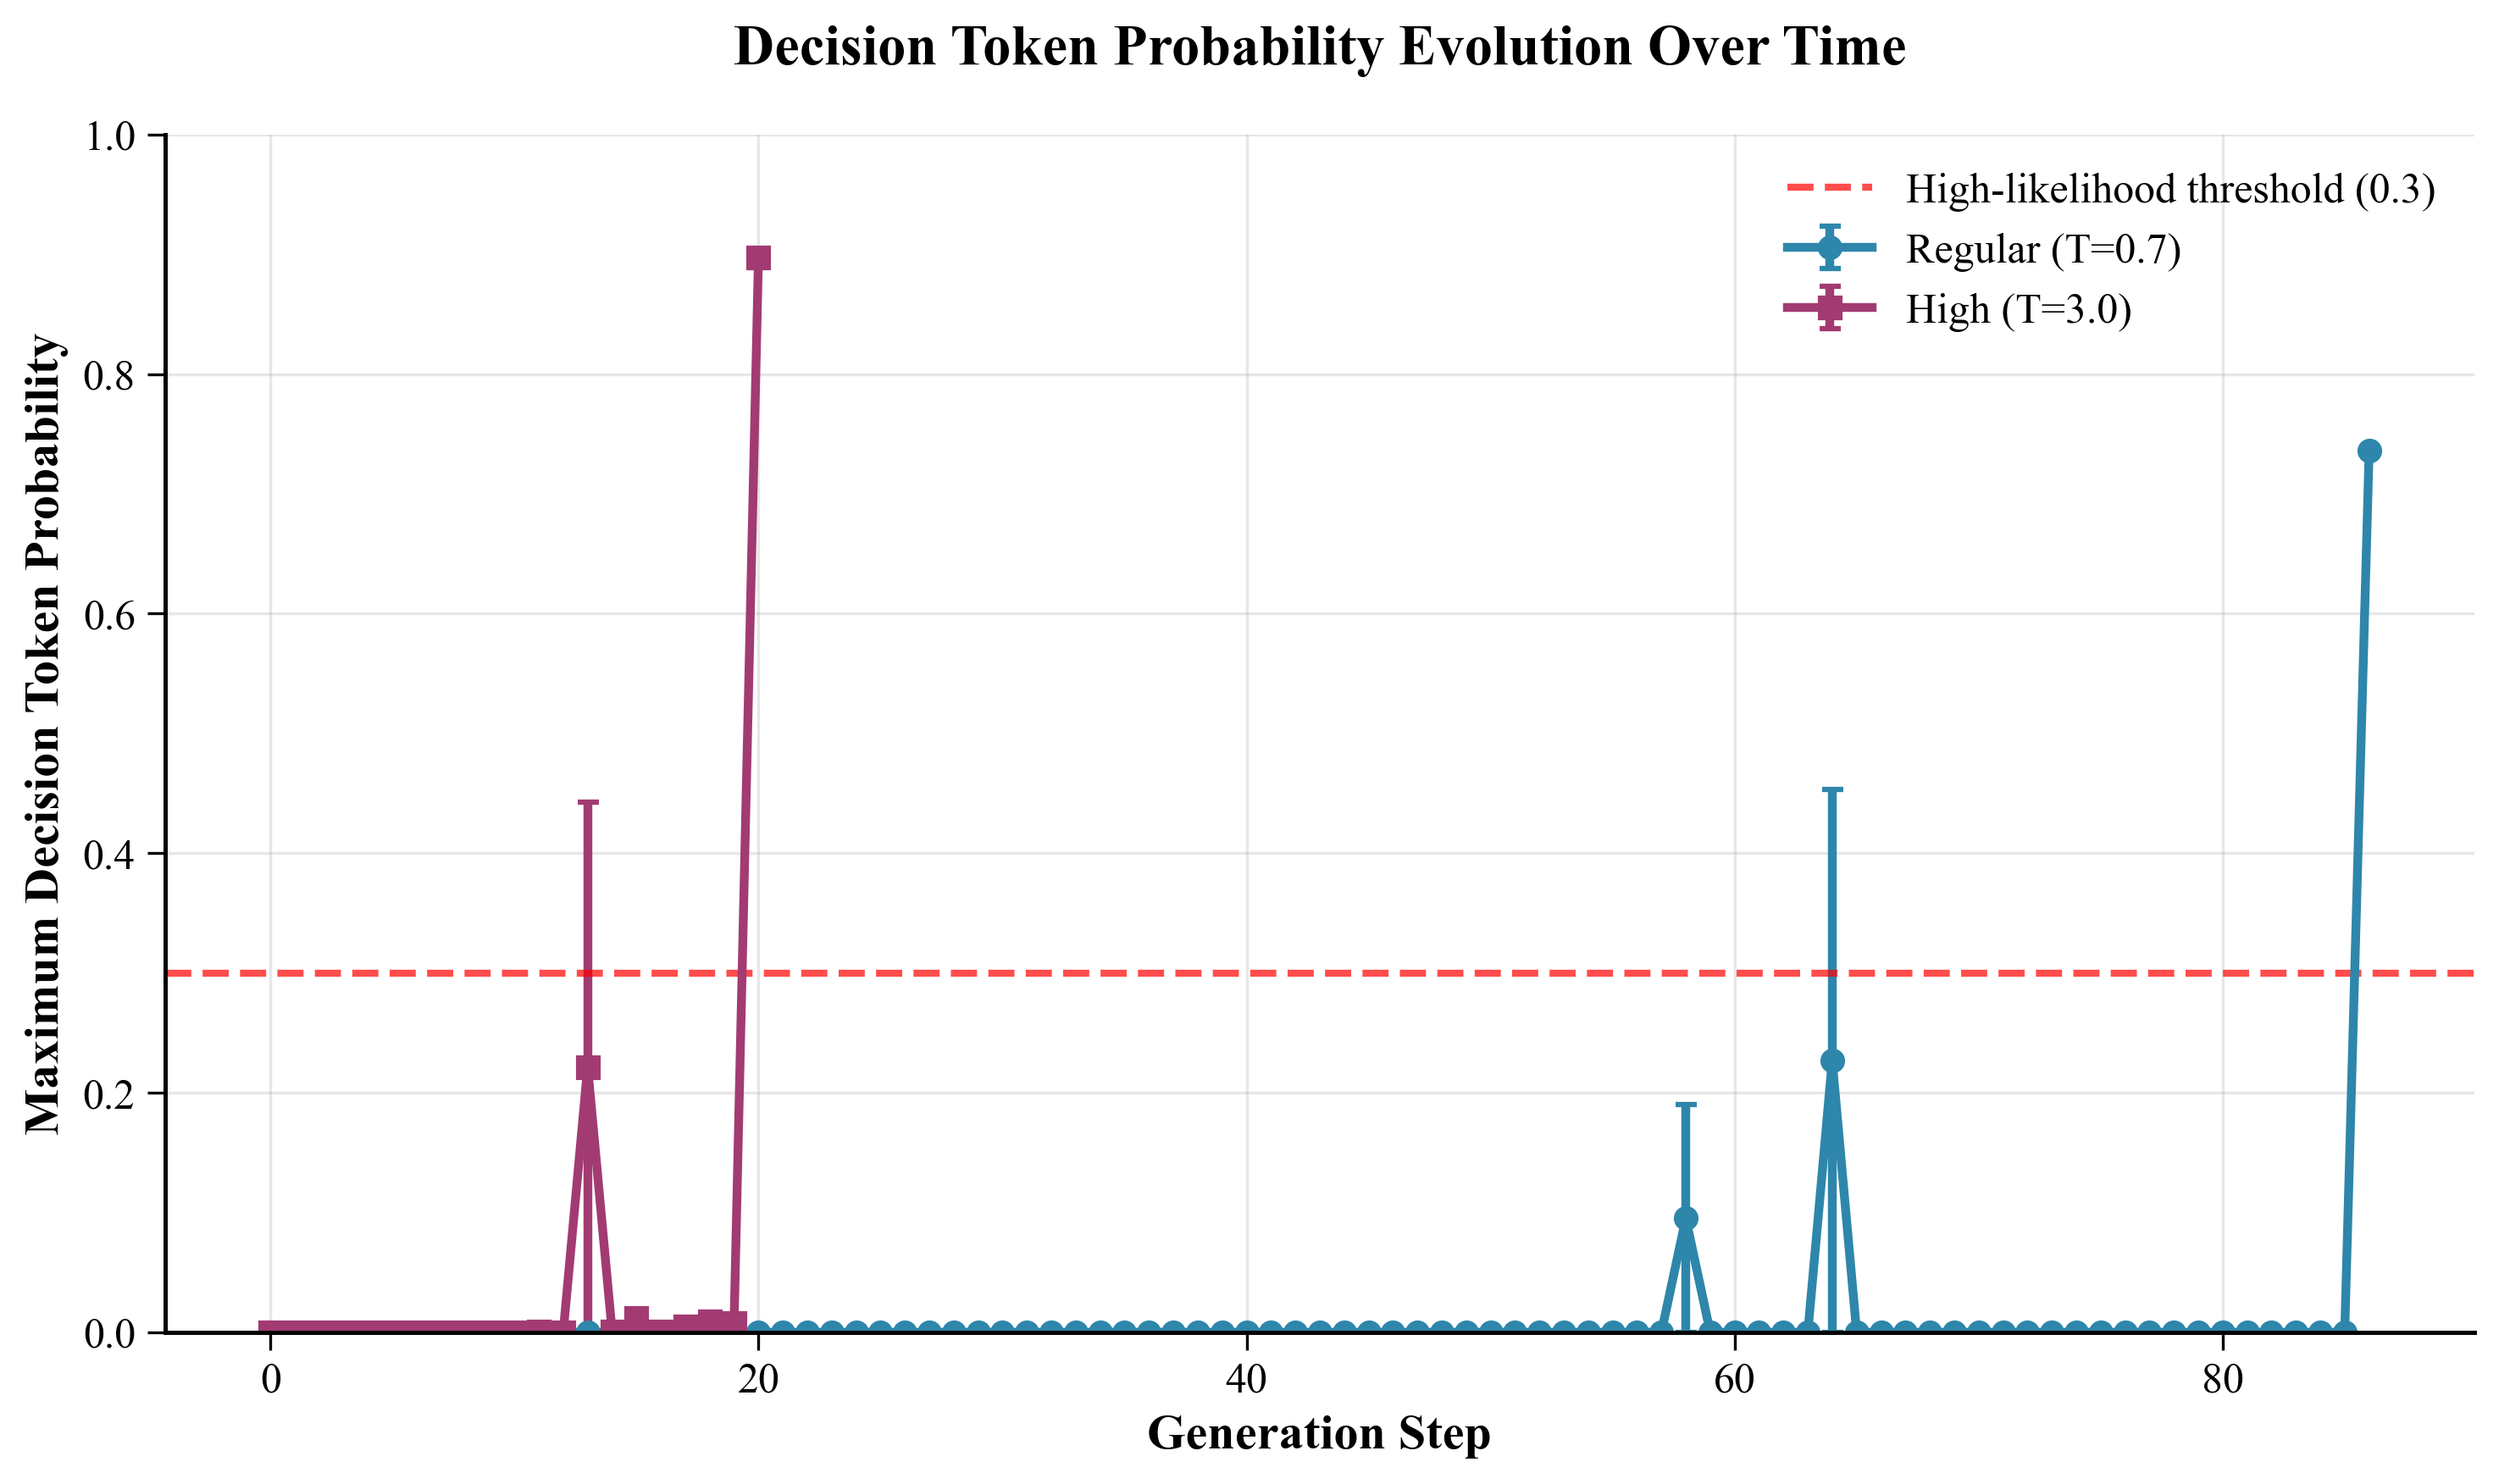 Decision Token Probability Evolution Over Time
High-likelihood threshold (0.3)
Regular (T=0.7)
High (T=3.0)
Maximum Decision Token Probability
1.0
0.8
0.6
0.4
0.2
0.0
0 20 40 60 80
Generation Step